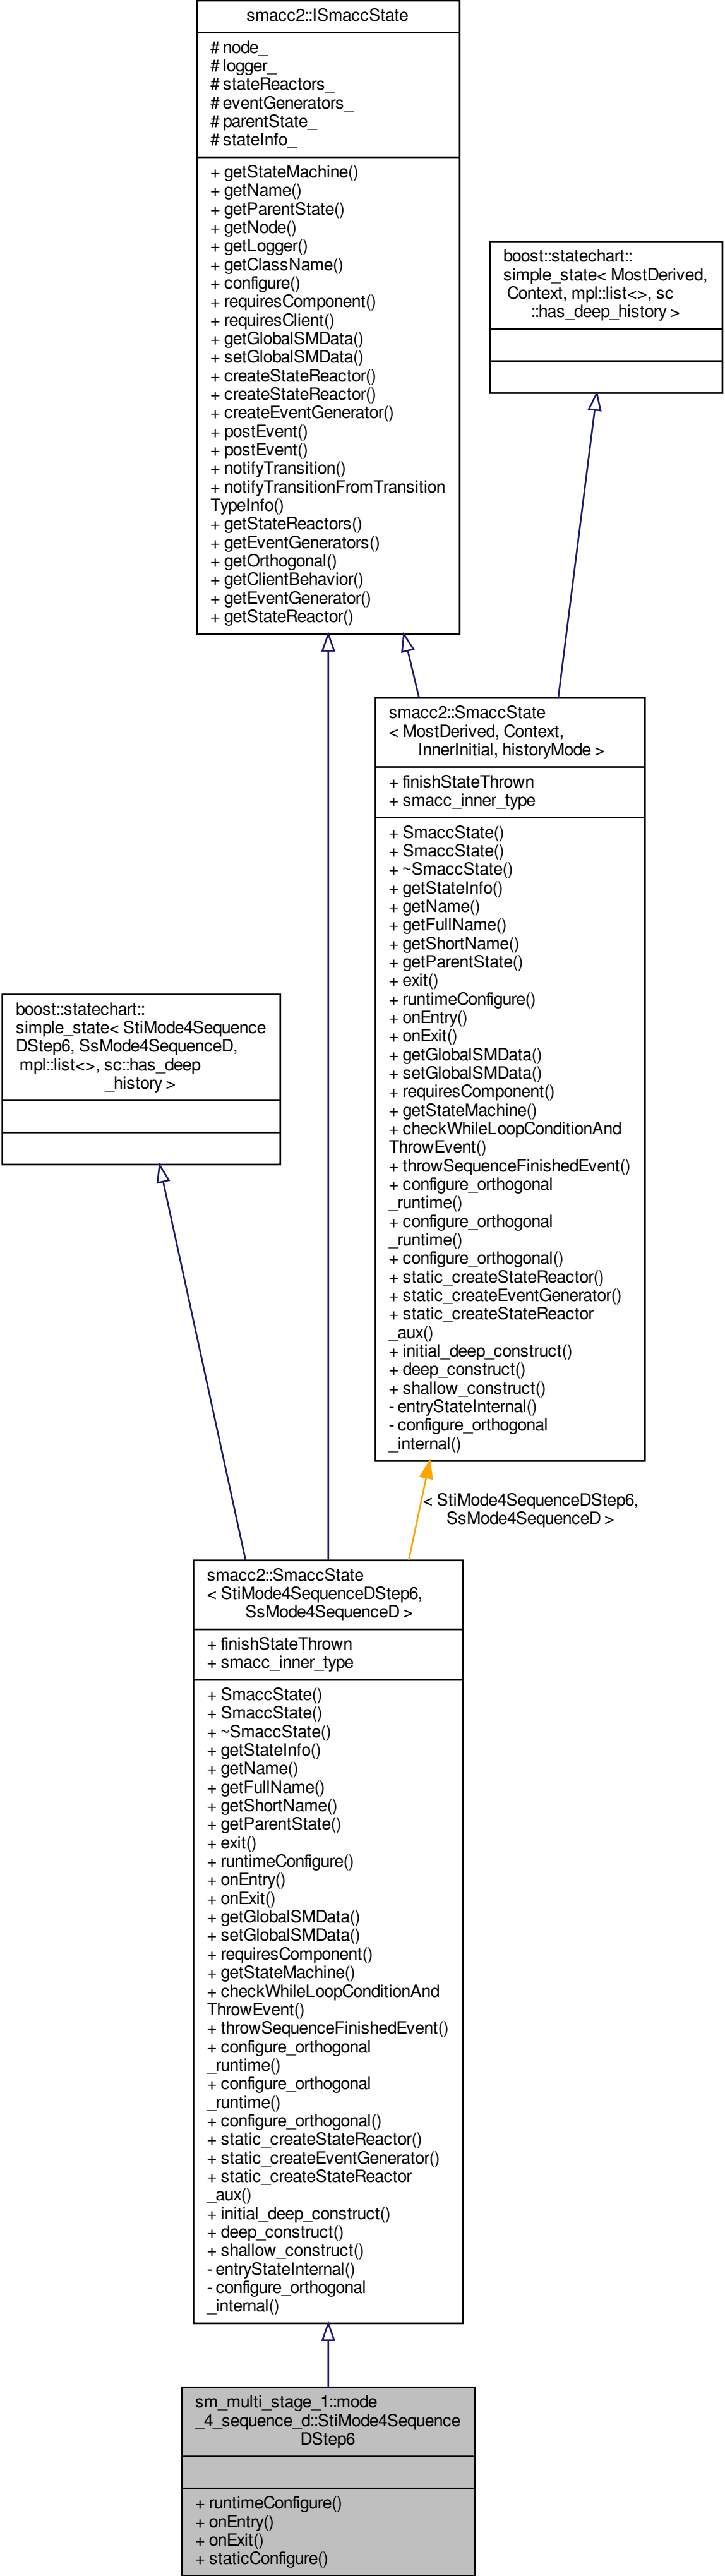 smacc2::ISmaccState
# node_
# logger_
# stateReactors_
# eventGenerators_
# parentState_
# stateInfo_
+ getStateMachine()
+ getName()
+ getParentState()
+ getNode()
+ getLogger()
+ getClassName()
+ configure()
+ requiresComponent()
+ requiresClient()
+ getGlobalSMData()
+ setGlobalSMData()
+ createStateReactor()
+ createStateReactor()
+ createEventGenerator()
+ postEvent()
+ postEvent()
+ notifyTransition()
+ notifyTransitionFromTransition
TypeInfo()
+ getStateReactors()
+ getEventGenerators()
+ getOrthogonal()
+ getClientBehavior()
+ getEventGenerator()
+ getStateReactor()
boost::statechart::
simple_state< MostDerived,
Context, mpl::list<>, sc
::has_deep_history >
smacc2::SmaccState
< MostDerived, Context,
InnerInitial, historyMode >
+ finishStateThrown
+ smacc_inner_type
+ SmaccState()
+ SmaccState()
+ ~SmaccState()
+ getStateInfo()
+ getName()
+ getFullName()
+ getShortName()
+ getParentState()
+ exit()
+ runtimeConfigure()
+ onEntry()
+ onExit()
+ getGlobalSMData()
+ setGlobalSMData()
+ requiresComponent()
+ getStateMachine()
+ checkWhileLoopConditionAnd
ThrowEvent()
+ throwSequenceFinishedEvent()
+ configure_orthogonal
_runtime()
+ configure_orthogonal
_runtime()
+ configure_orthogonal()
+ static_createStateReactor()
+ static_createEventGenerator()
+ static_createStateReactor
_aux()
+ initial_deep_construct()
+ deep_construct()
+ shallow_construct()
- entryStateInternal()
- configure_orthogonal
_internal()
boost::statechart::
simple_state< StiMode4Sequence
DStep6, SsMode4SequenceD,
mpl::list<>, sc::has_deep
_history >
< StiMode4SequenceDStep6,
SsMode4SequenceD >
smacc2::SmaccState
< StiMode4SequenceDStep6,
SsMode4SequenceD >
+ finishStateThrown
+ smacc_inner_type
+ SmaccState()
+ SmaccState()
+ ~SmaccState()
+ getStateInfo()
+ getName()
+ getFullName()
+ getShortName()
+ getParentState()
+ exit()
+ runtimeConfigure()
+ onEntry()
+ onExit()
+ getGlobalSMData()
+ setGlobalSMData()
+ requiresComponent()
+ getStateMachine()
+ checkWhileLoopConditionAnd
ThrowEvent()
+ throwSequenceFinishedEvent()
+ configure_orthogonal
_runtime()
+ configure_orthogonal
_runtime()
+ configure_orthogonal()
+ static_createStateReactor()
+ static_createEventGenerator()
+ static_createStateReactor
_aux()
+ initial_deep_construct()
+ deep_construct()
+ shallow_construct()
- entryStateInternal()
- configure_orthogonal
_internal()
sm_multi_stage_1::mode
_4_sequence_d::StiMode4Sequence
DStep6
+ runtimeConfigure()
+ onEntry()
+ onExit()
+ staticConfigure()